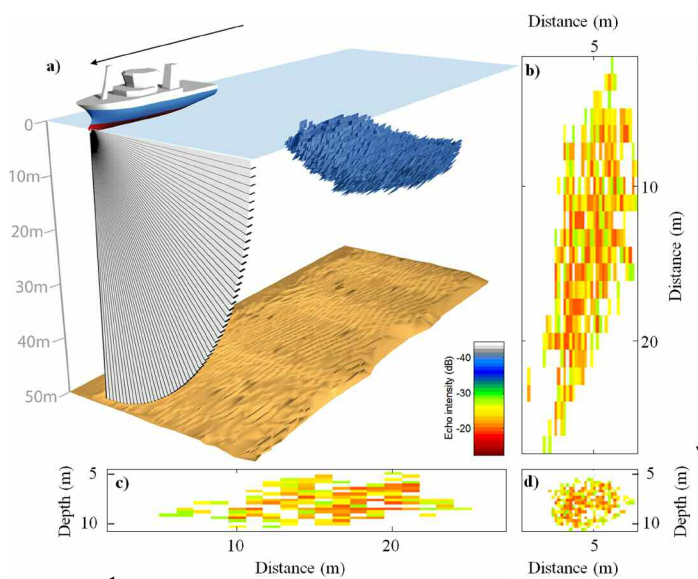 Distance (m)
5
a)
b)
0
10m
20m
30m
40m
50m
10
20
Distance (m)
Echo intensity (dB)
-40
-30
-20
c)
5
10
Depth (m)
10
20
Distance (m)
d)
5
10
Depth (m)
5
Distance (m)